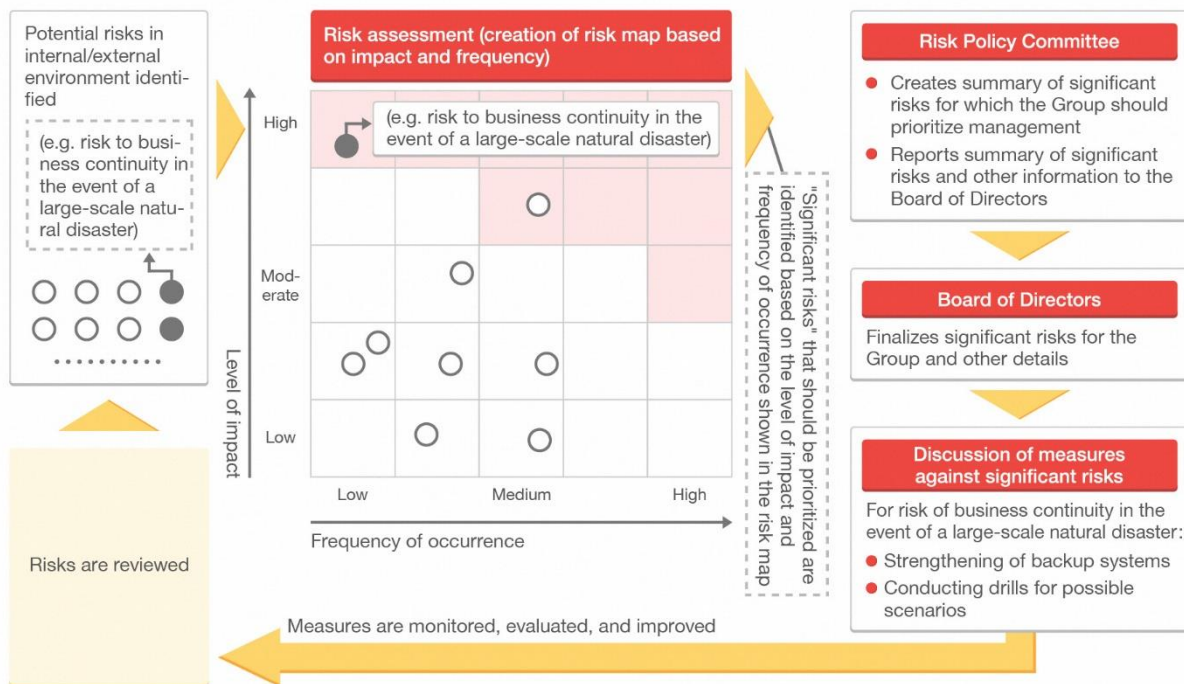 Potential risks in
internal/external
environment identi-
fied
(e.g. risk to busi-
ness continuity in
the event of a
large-scale natu-
ral disaster)
Risk assessment (creation of risk map based
on impact and frequency)
High
(e.g. risk to business continuity in the
event of a large-scale natural disaster)
Mod-
erate
Low
Level of impact
Low
Medium
High
Frequency of occurrence
"Significant risks" that should be prioritized are
identified based on the level of impact and
frequency of occurrence shown in the risk map
Risk Policy Committee
Creates summary of significant
risks for which the Group should
prioritize management
Reports summary of significant
risks and other information to the
Board of Directors
Board of Directors
Finalizes significant risks for the
Group and other details
Discussion of measures
against significant risks
For risk of business continuity in the
event of a large-scale natural disaster:
Strengthening of backup systems
Conducting drills for possible
scenarios
Measures are monitored, evaluated, and improved
Risks are reviewed